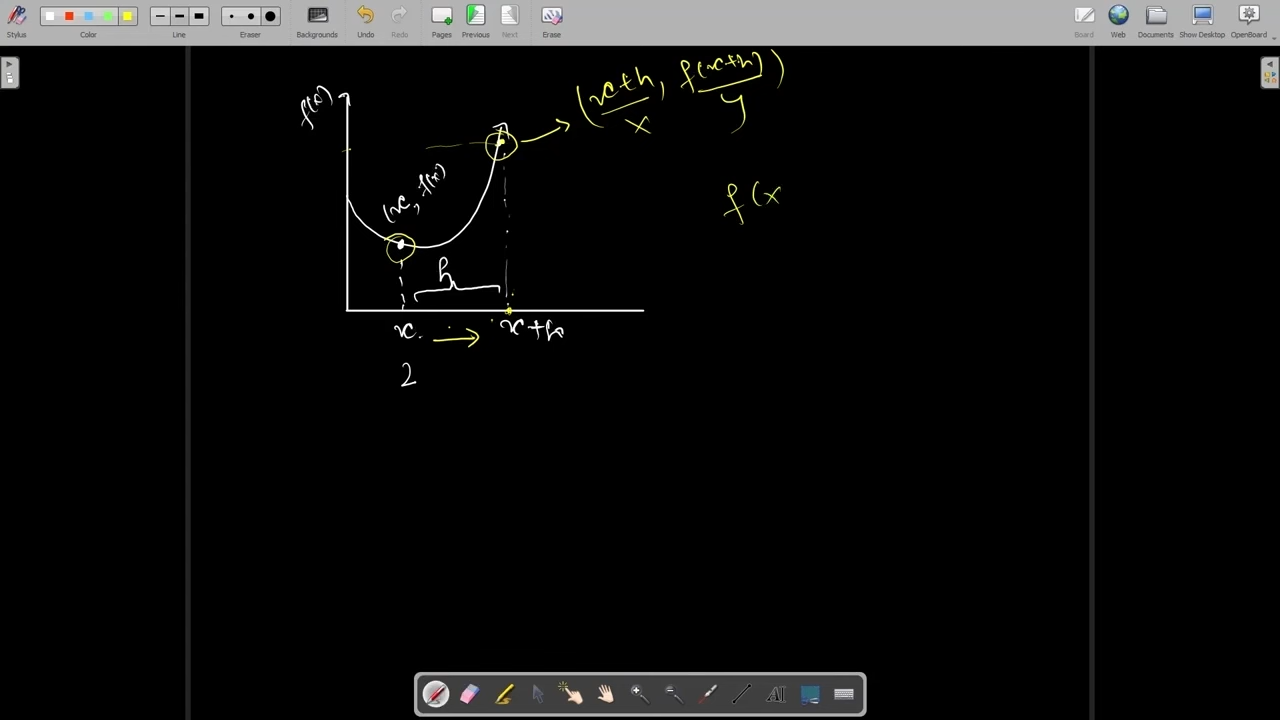 Stylus Color Line Eraser Backgrounds Undo Redo Pages Previous Next Erase Board Web Documents Show Desktop OpenBoard
(x+h, f(x+h))
x y
f(x)
(x, f(x)
f(x
h
x x+h
2